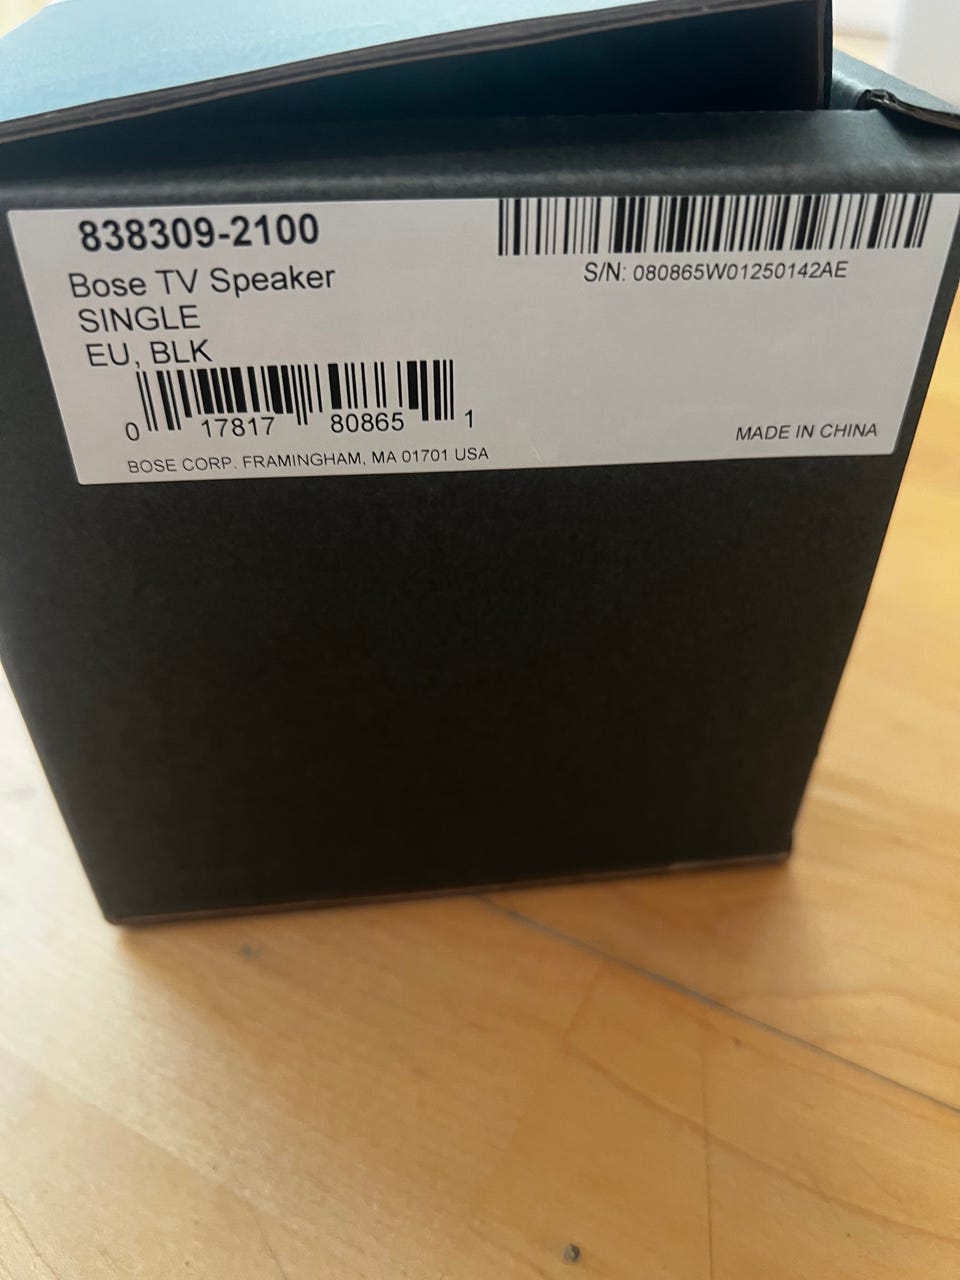 838309-2100
Bose TV Speaker
SINGLE
EU, BLK
0 17817 80865 1
BOSE CORP. FRAMINGHAM, MA 01701 USA
S/N: 080865W01250142AE
MADE IN CHINA